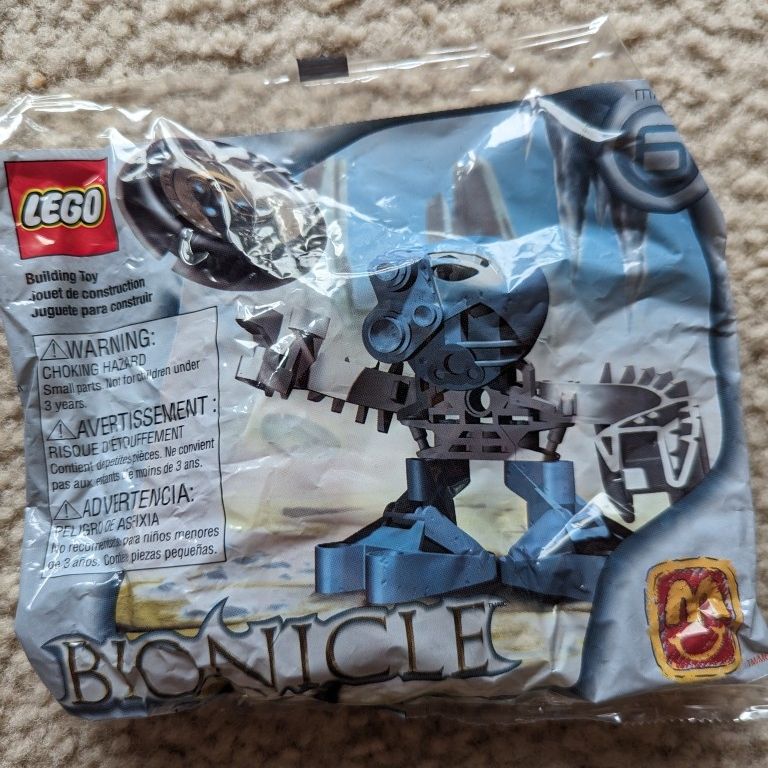 6
LEGO
Building Toy
Jouet de construction
Juguete para construir
⚠WARNING:
CHOKING HAZARD
Small parts. Not for children under
3 years.
⚠AVERTISSEMENT :
RISQUE D'ÉTOUFFEMENT
Contient de petites pièces. Ne convient
pas aux enfants de moins de 3 ans.
⚠ADVERTENCIA:
PELIGRO DE ASFIXIA
No recomendado para niños menores
de 3 años. Contiene piezas pequeñas.
BIONICLE
M